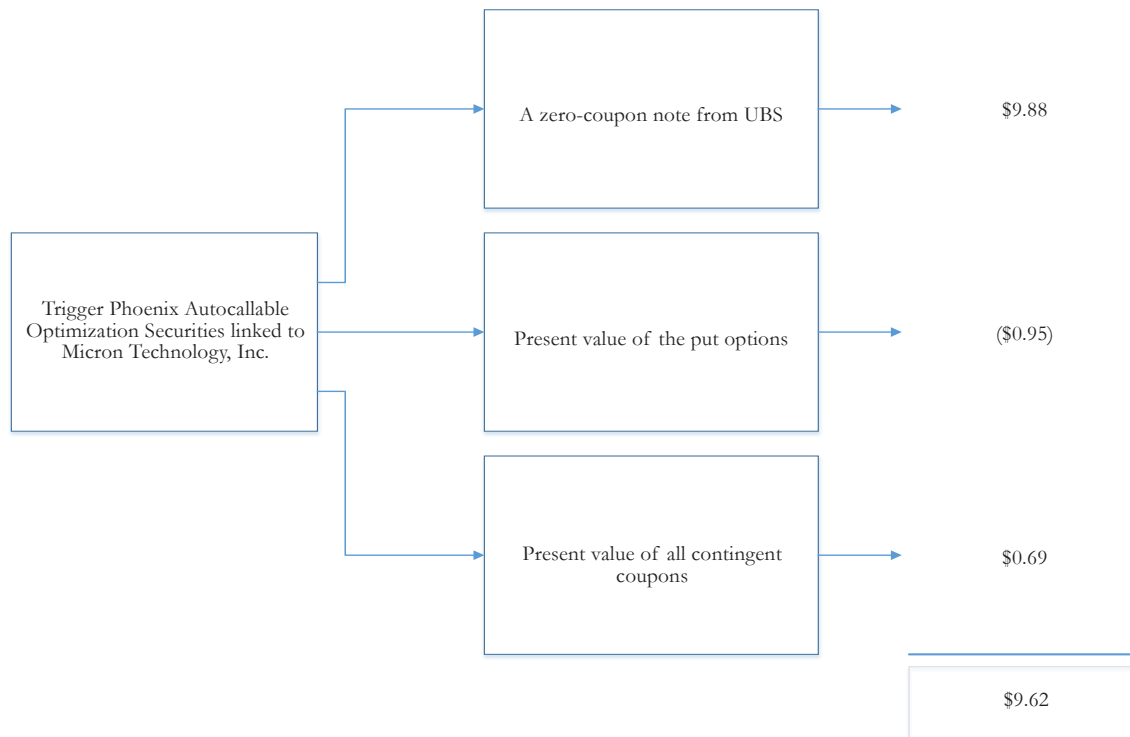 A zero-coupon note from UBS
$9.88
Trigger Phoenix Autocallable
Optimization Securities linked to
Micron Technology, Inc.
Present value of the put options
($0.95)
Present value of all contingent
coupons
$0.69
$9.62